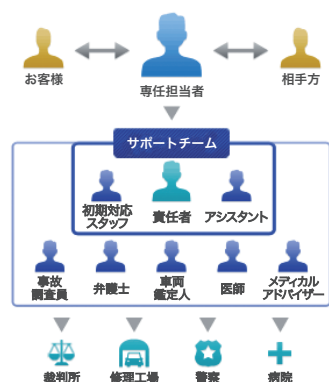 お客様
専任担当者
相手方
サポートチーム
初期対応
スタッフ
責任者
アシスタント
事故
調査員
弁護士
車両
鑑定人
医師
メディカル
アドバイザー
裁判所
修理工場
警察
病院